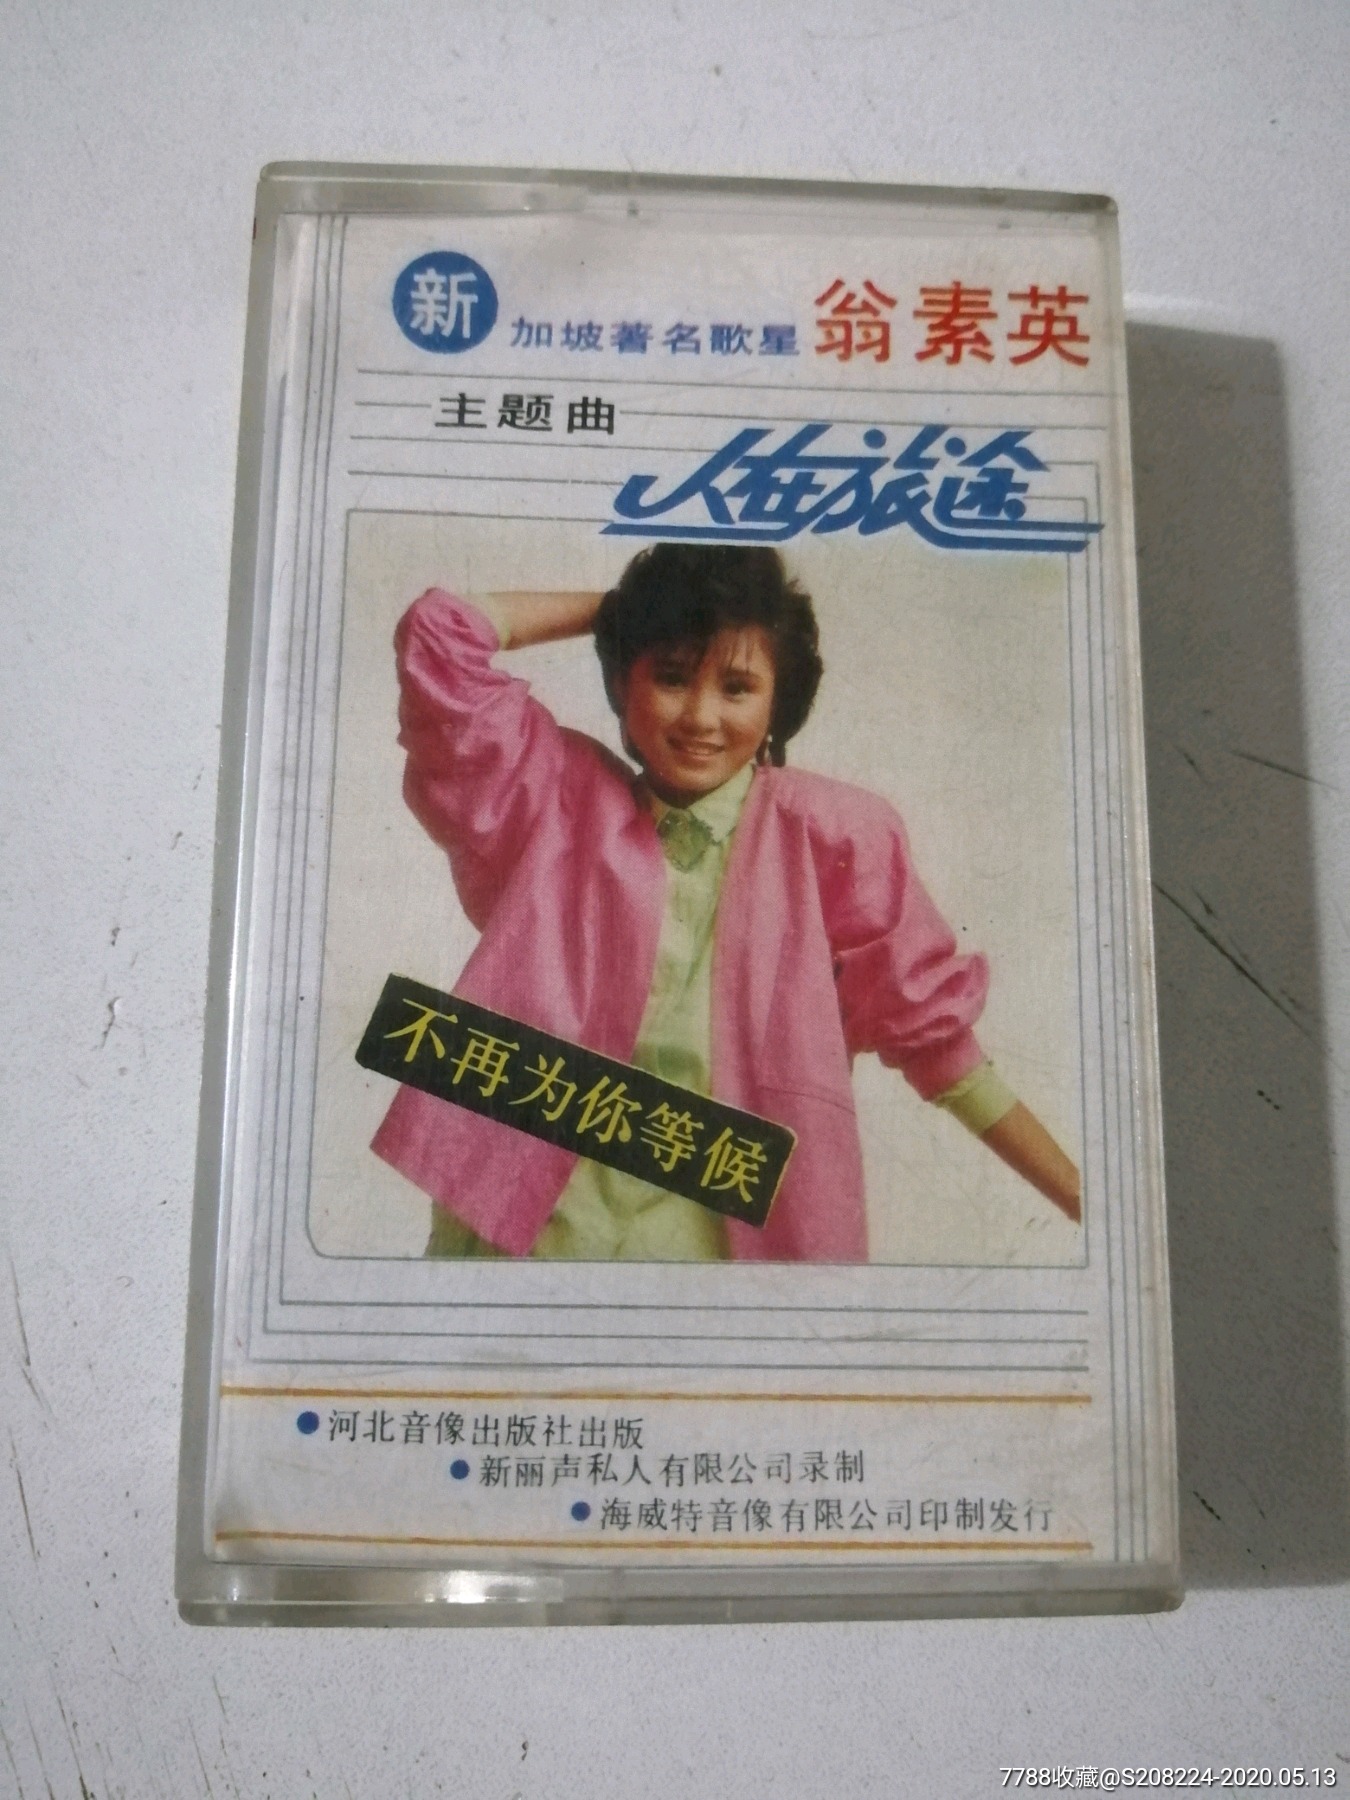 新加坡著名歌星 翁素英
主题曲
人海旅途
不再为你等候
●河北音像出版社出版
●新丽声私人有限公司录制
●海威特音像有限公司印制发行
7788收藏@S208224-2020.05.13